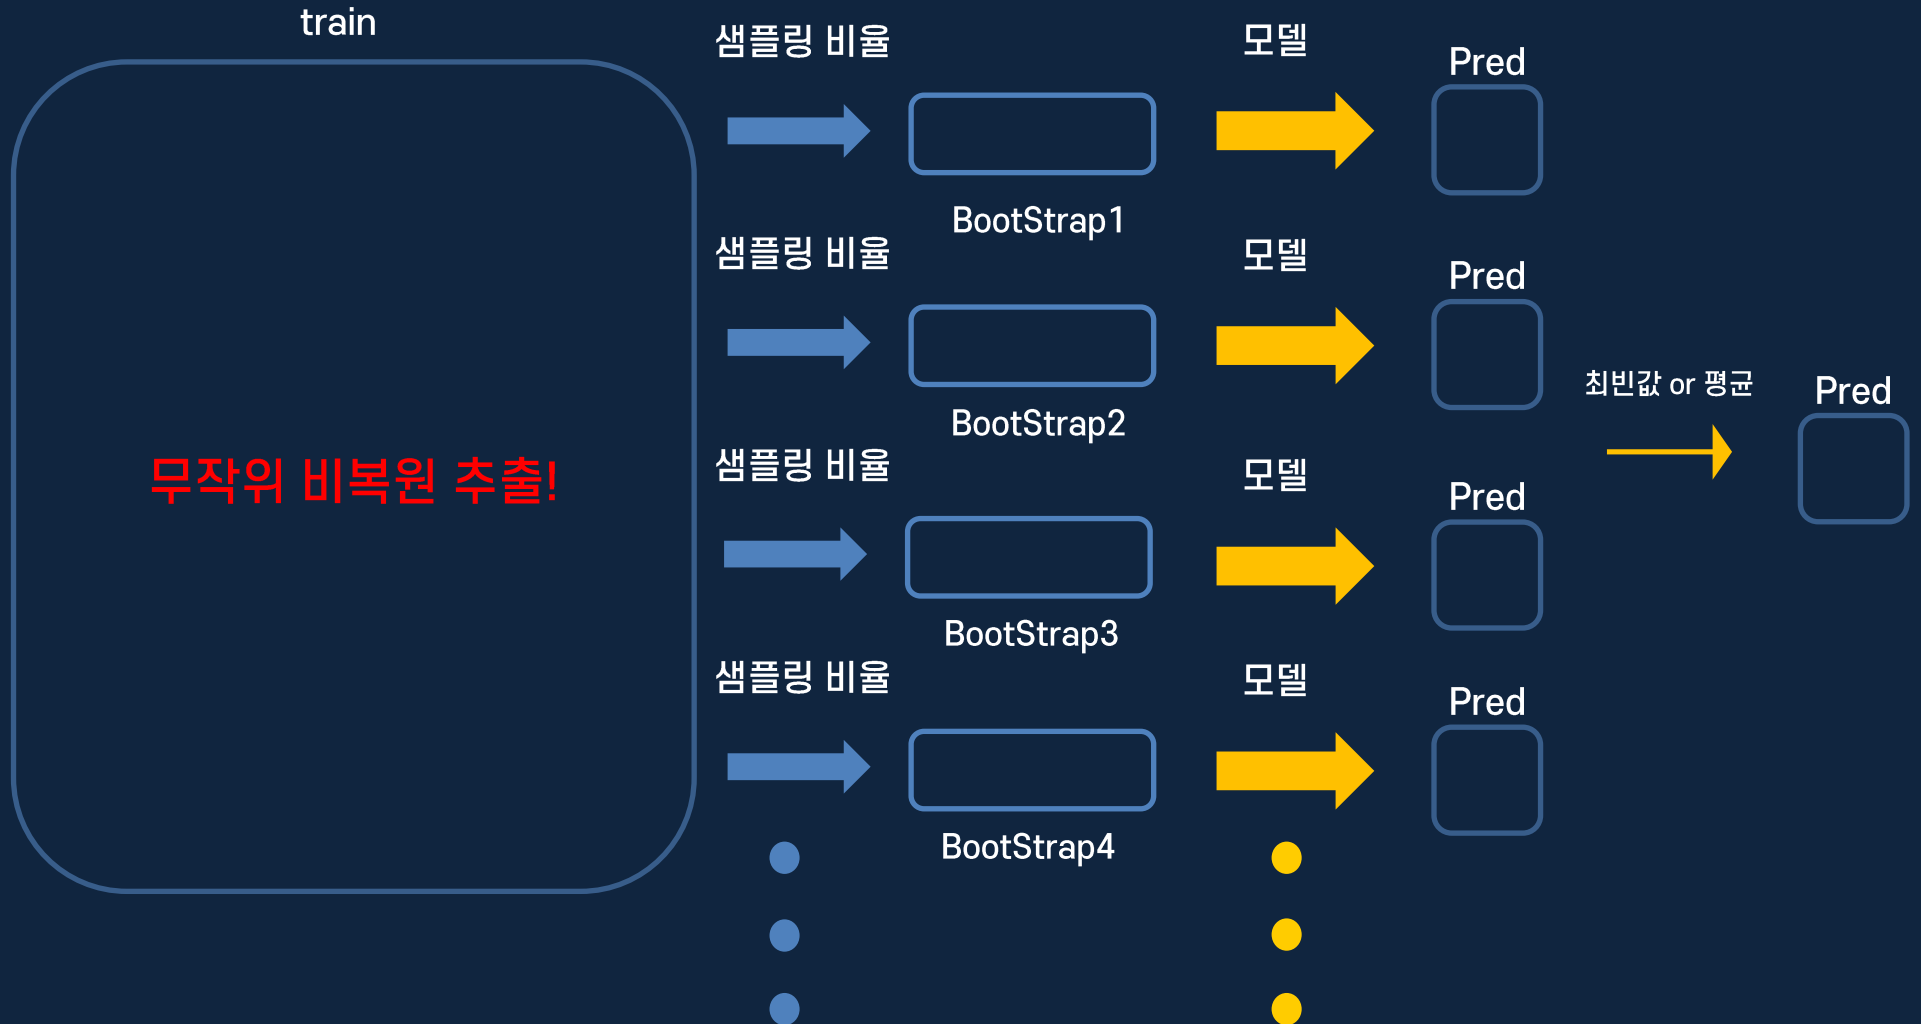 train
무작위 비복원 추출!
샘플링 비율
모델
Pred
BootStrap1
샘플링 비율
모델
Pred
BootStrap2
샘플링 비율
모델
Pred
BootStrap3
샘플링 비율
모델
Pred
BootStrap4
최빈값 or 평균
Pred